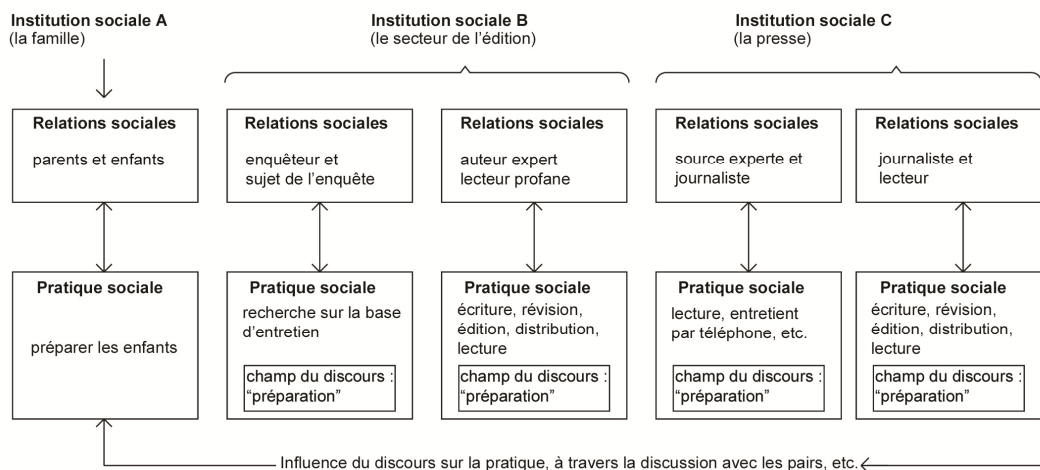 Institution sociale A
(la famille)
Institution sociale B
(le secteur de l’édition)
Institution sociale C
(la presse)
Relations sociales
parents et enfants
Relations sociales
enquêteur et
sujet de l’enquête
Relations sociales
auteur expert
lecteur profane
Relations sociales
source experte et
journaliste
Relations sociales
journaliste et
lecteur
Pratique sociale
préparer les enfants
Pratique sociale
recherche sur la base
d’entretien
champ du discours :
“préparation”
Pratique sociale
écriture, révision,
édition, distribution,
lecture
champ du discours :
“préparation”
Pratique sociale
lecture, entretient
par téléphone, etc.
champ du discours :
“préparation”
Pratique sociale
écriture, révision,
édition, distribution,
lecture
champ du discours :
“préparation”
Influence du discours sur la pratique, à travers la discussion avec les pairs, etc.